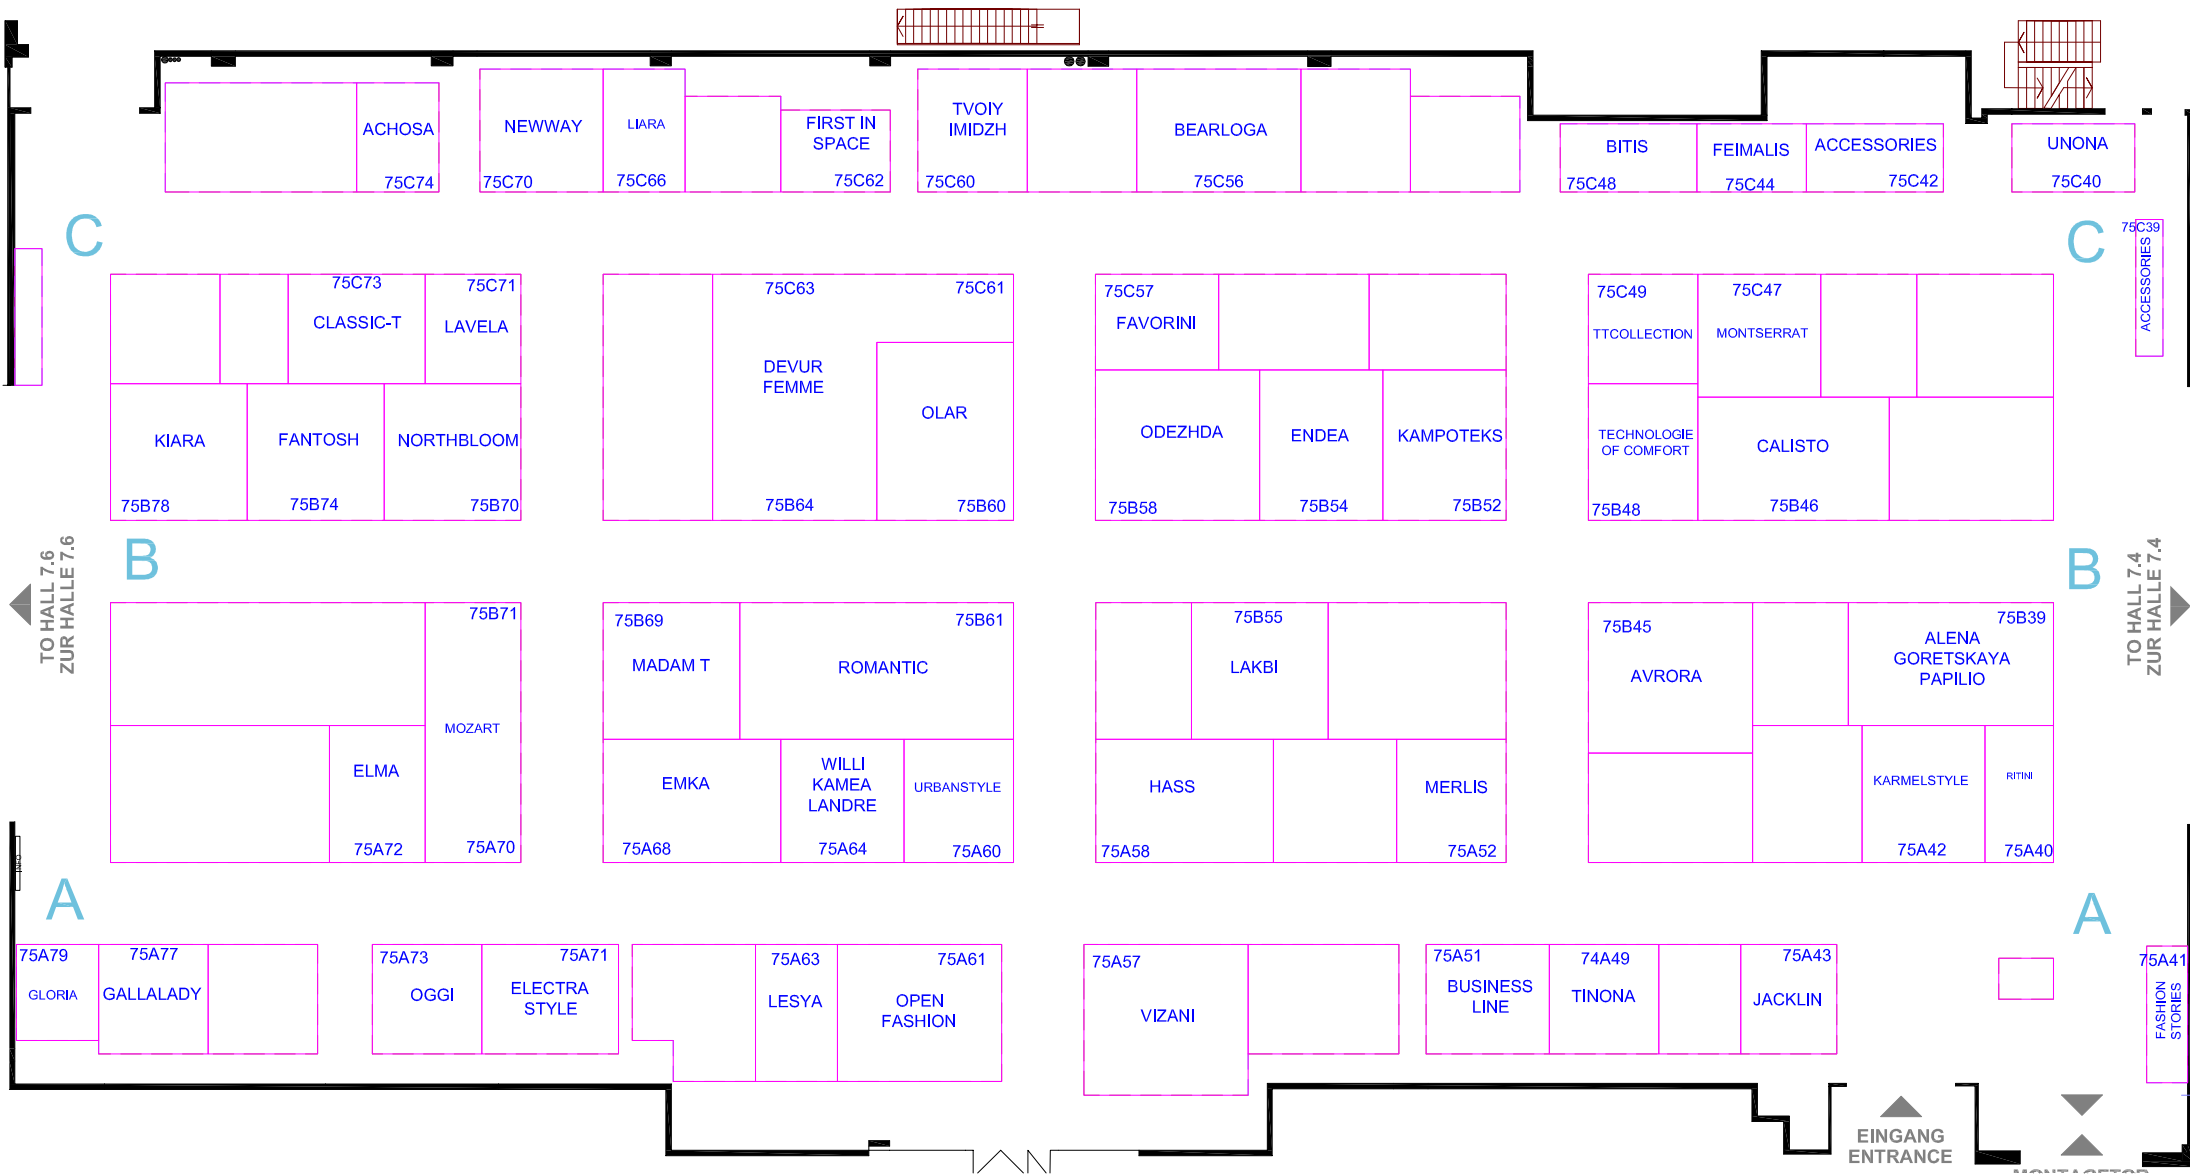 ACHOSA
75C74
NEWWAY
75C70
LIARA
75C66
FIRST IN
SPACE
75C62
TVOIY
IMIDZH
75C60
BEARLOGA
75C56
BITIS
75C48
FEIMALIS
75C44
ACCESSORIES
75C42
UNONA
75C40
C
C
75C39
ACCESSORIES
75C73
CLASSIC-T
75C71
LAVELA
75C63
75C61
DEVUR
FEMME
75B64
OLAR
75B60
75C57
FAVORINI
75C49
TTCOLLECTION
75C47
MONTSERRAT
KIARA
75B78
FANTOSH
75B74
NORTHBLOOM
75B70
ODEZHDA
75B58
ENDEA
75B54
KAMPOTEKS
75B52
TECHNOLOGIE
OF COMFORT
75B48
CALISTO
75B46
TO HALL 7.6
ZUR HALLE 7.6
B
B
TO HALL 7.4
ZUR HALLE 7.4
75B71
MOZART
75A70
75B69
MADAM T
75B61
ROMANTIC
75B55
LAKBI
75B45
AVRORA
75B39
ALENA
GORETSKAYA
PAPILIO
ELMA
75A72
EMKA
75A68
WILLI
KAMEA
LANDRE
75A64
URBANSTYLE
75A60
HASS
75A58
MERLIS
75A52
KARMELSTYLE
75A42
RITINI
75A40
INFO
A
A
75A79
GLORIA
75A77
GALLALADY
75A73
OGGI
75A71
ELECTRA
STYLE
75A63
LESYA
75A61
OPEN
FASHION
75A57
VIZANI
75A51
BUSINESS
LINE
74A49
TINONA
75A43
JACKLIN
75A41
FASHION
STORIES
EINGANG
ENTRANCE
MONTAGETOR